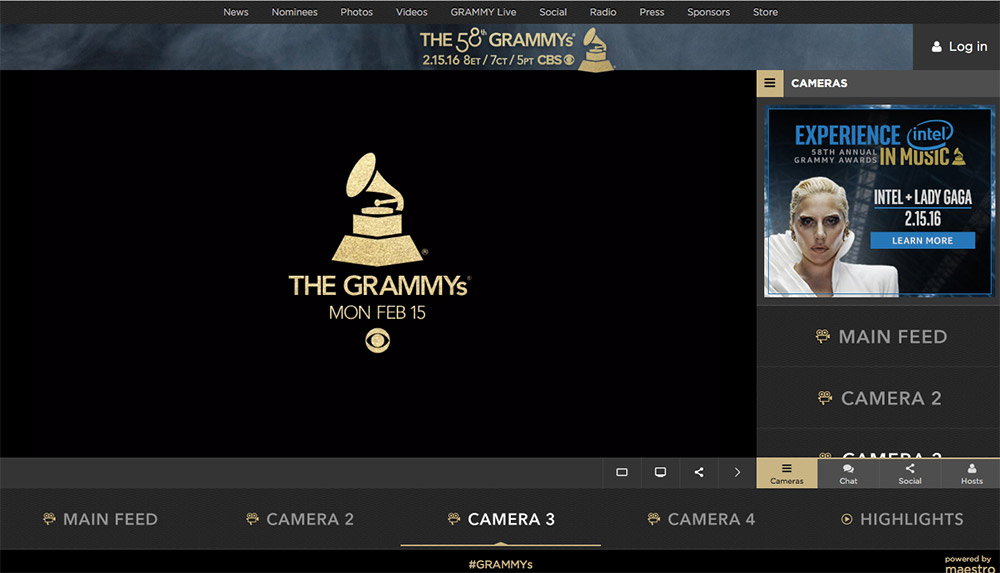 News Nominees Photos Videos GRAMMY Live Social Radio Press Sponsors Store
THE 58th GRAMMYs®
2.15.16 8ET / 7CT / 5PT CBS
Log in
CAMERAS
EXPERIENCE intel
58TH ANNUAL
GRAMMY AWARDS IN MUSIC
INTEL + LADY GAGA
2.15.16
LEARN MORE
®
THE GRAMMYs®
MON FEB 15
MAIN FEED
CAMERA 2
CAMERA 3
Cameras Chat Social Hosts
MAIN FEED CAMERA 2 CAMERA 3 CAMERA 4 HIGHLIGHTS
#GRAMMYs
powered by
maestro